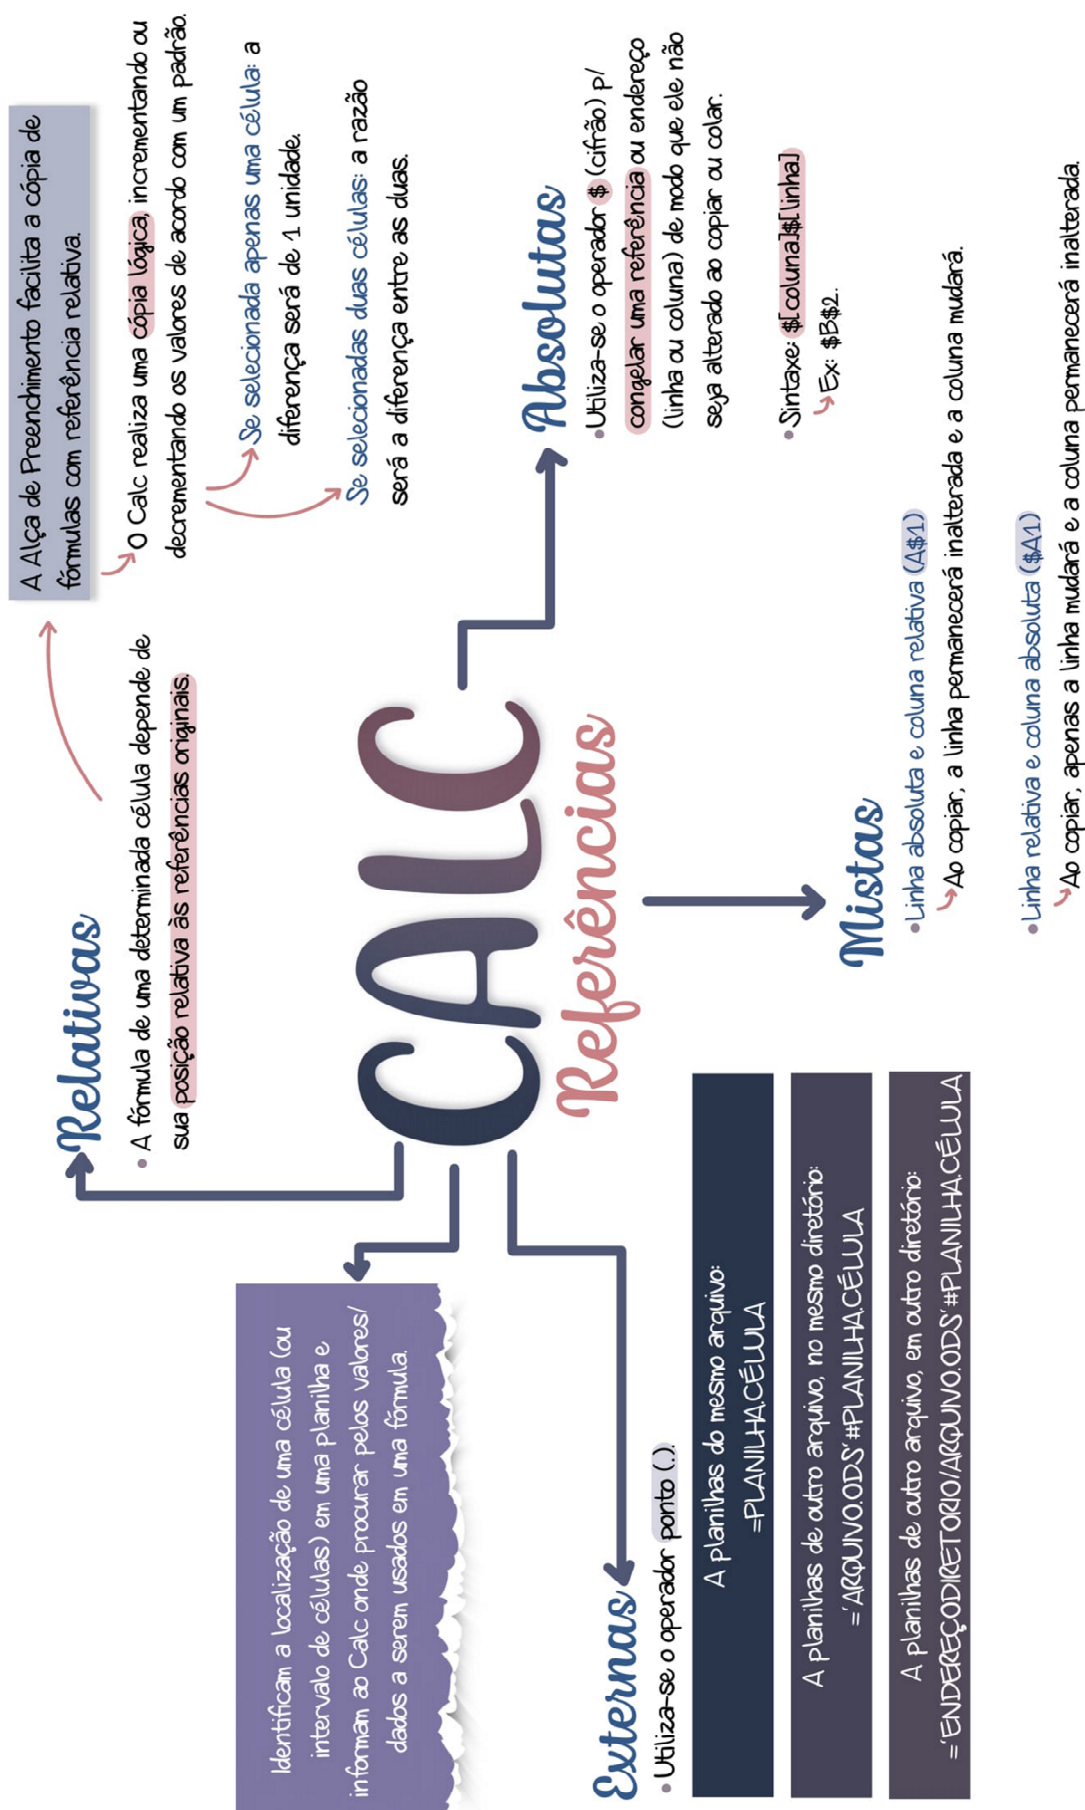 CALC
Referências
Identificam a localização de uma célula (ou
intervalo de células) em uma planilha e
informam ao Calc onde procurar pelos valores/
dados a serem usados em uma fórmula.
Relativas
• A fórmula de uma determinada célula depende de
sua posição relativa às referências originais.
A Alça de Preenchimento facilita a cópia de
fórmulas com referência relativa.
O Calc realiza uma cópia lógica, incrementando ou
decrementando os valores de acordo com um padrão.
Se selecionada apenas uma célula: a
diferença será de 1 unidade.
Se selecionadas duas células: a razão
será a diferença entre as duas.
Absolutas
• Utiliza-se o operador $ (cifrão) p/
congelar uma referência ou endereço
(linha ou coluna) de modo que ele não
seja alterado ao copiar ou colar.
• Sintaxe: $[coluna]$[linha]
Ex: $B$2.
Mistas
• Linha absoluta e coluna relativa (A$1)
Ao copiar, a linha permanecerá inalterada e a coluna mudará.
• Linha relativa e coluna absoluta ($A1)
Ao copiar, apenas a linha mudará e a coluna permanecerá inalterada.
Externas
• Utiliza-se o operador ponto (.).
A planilhas do mesmo arquivo:
=PLANILHA.CÉLULA
A planilhas de outro arquivo, no mesmo diretório:
='ARQUIVO.ODS'#PLANILHA.CÉLULA
A planilhas de outro arquivo, em outro diretório:
='ENDEREÇODIRETORIO/ARQUIVO.ODS'#PLANILHA.CÉLULA